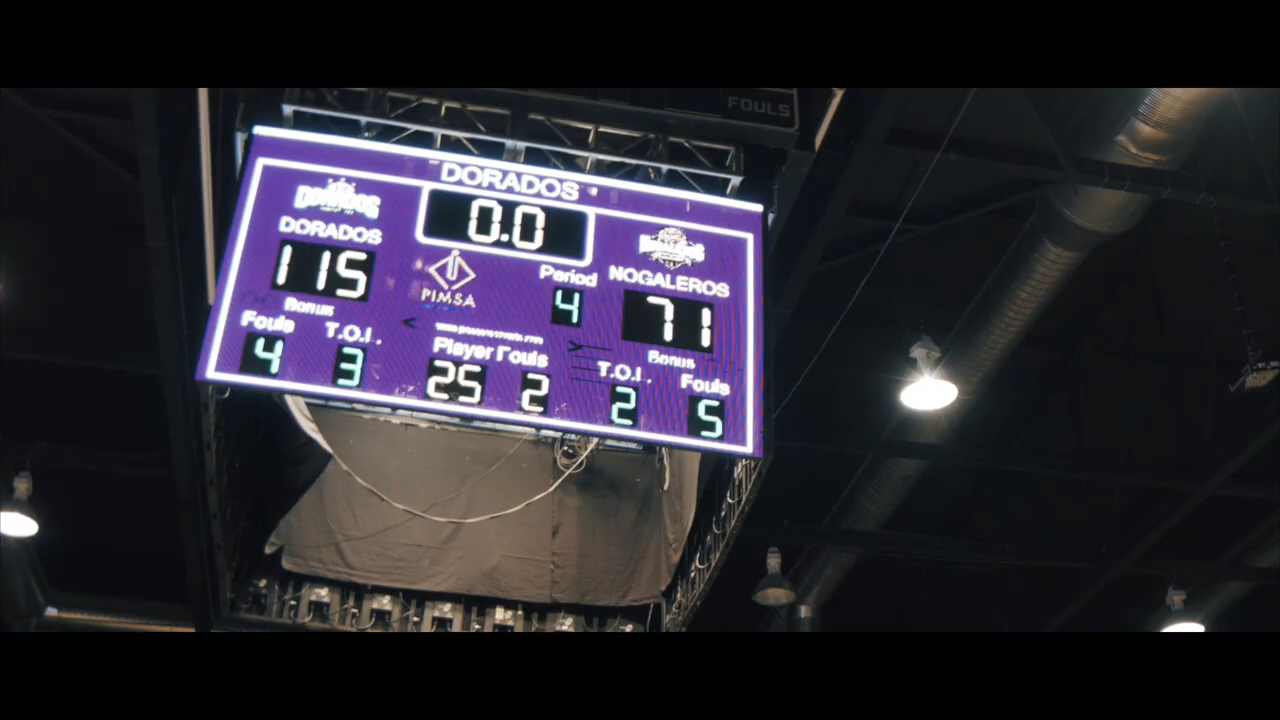 FOULS
DORADOS
0.0
DORADOS
DORADOS
115
Period
4
NOGALEROS
71
PIMSA
Bonus
Fouls
4
T.O.L.
3
Player Fouls
25 2
Bonus
T.O.L.
2
Fouls
5